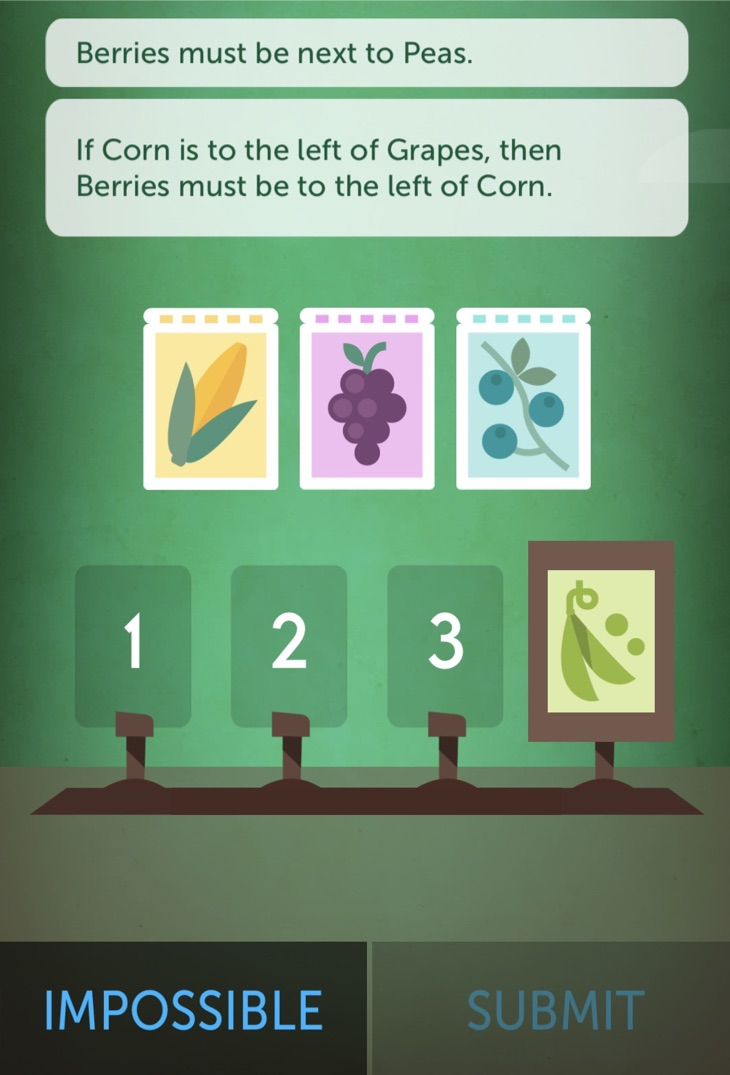 Berries must be next to Peas.
If Corn is to the left of Grapes, then
Berries must be to the left of Corn.
1 2 3
IMPOSSIBLE SUBMIT